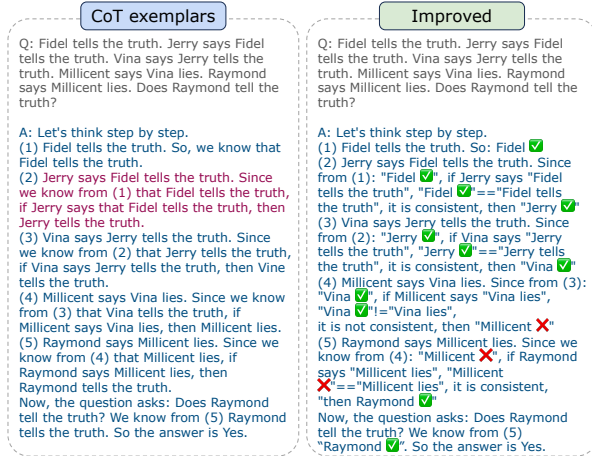 CoT exemplars
Q: Fidel tells the truth. Jerry says Fidel
tells the truth. Vina says Jerry tells the
truth. Millicent says Vina lies. Raymond
says Millicent lies. Does Raymond tell the
truth?
A: Let's think step by step.
(1) Fidel tells the truth. So, we know that
Fidel tells the truth.
(2) Jerry says Fidel tells the truth. Since
we know from (1) that Fidel tells the truth,
if Jerry says that Fidel tells the truth, then
Jerry tells the truth.
(3) Vina says Jerry tells the truth. Since
we know from (2) that Jerry tells the truth,
if Vina says Jerry tells the truth, then Vine
tells the truth.
(4) Millicent says Vina lies. Since we know
from (3) that Vina tells the truth, if
Millicent says Vina lies, then Millicent lies.
(5) Raymond says Millicent lies. Since we
know from (4) that Millicent lies, if
Raymond says Millicent lies, then
Raymond tells the truth.
Now, the question asks: Does Raymond
tell the truth? We know from (5) Raymond
tells the truth. So the answer is Yes.
Improved
Q: Fidel tells the truth. Jerry says Fidel
tells the truth. Vina says Jerry tells the
truth. Millicent says Vina lies. Raymond
says Millicent lies. Does Raymond tell the
truth?
A: Let's think step by step.
(1) Fidel tells the truth. So: Fidel ✅
(2) Jerry says Fidel tells the truth. Since
from (1): "Fidel ✅", if Jerry says "Fidel
tells the truth", "Fidel ✅"=="Fidel tells
the truth", it is consistent, then "Jerry ✅"
(3) Vina says Jerry tells the truth. Since
from (2): "Jerry ✅", if Vina says "Jerry
tells the truth", "Jerry ✅"=="Jerry tells
the truth", it is consistent, then "Vina ✅"
(4) Millicent says Vina lies. Since from (3):
"Vina ✅", if Millicent says "Vina lies",
"Vina ✅"!="Vina lies",
it is not consistent, then "Millicent ❌"
(5) Raymond says Millicent lies. Since we
know from (4): "Millicent ❌", if Raymond
says "Millicent lies", "Millicent
❌"=="Millicent lies", it is consistent,
"then Raymond ✅"
Now, the question asks: Does Raymond
tell the truth? We know from (5)
“Raymond ✅”. So the answer is Yes.